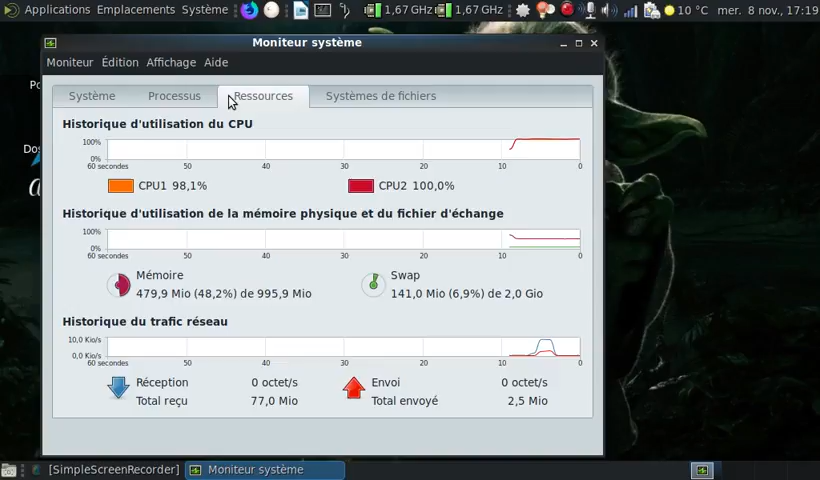 Applications Emplacements Système 1,67 GHz 1,67 GHz 10 °C mer. 8 nov., 17:19
Moniteur système
Moniteur Édition Affichage Aide
Système Processus Ressources Systèmes de fichiers
Historique d'utilisation du CPU
100%
0%
60 secondes 50 40 30 20 10 0
CPU1 98,1% CPU2 100,0%
Historique d'utilisation de la mémoire physique et du fichier d'échange
100%
0%
60 secondes 50 40 30 20 10 0
Mémoire Swap
479,9 Mio (48,2%) de 995,9 Mio 141,0 Mio (6,9%) de 2,0 Gio
Historique du trafic réseau
10,0 Kio/s
0,0 Kio/s
60 secondes 50 40 30 20 10 0
Réception 0 octet/s Envoi 0 octet/s
Total reçu 77,0 Mio Total envoyé 2,5 Mio
[SimpleScreenRecorder] Moniteur système